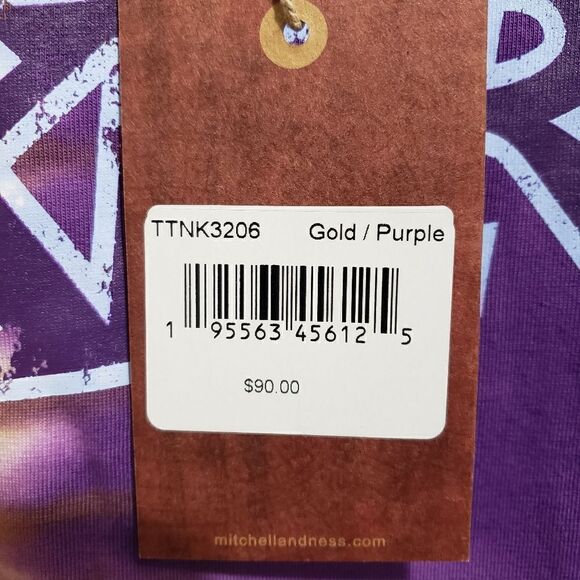 TTNK3206 Gold / Purple
1 95563 45612 5
$90.00
mitchellandness.com